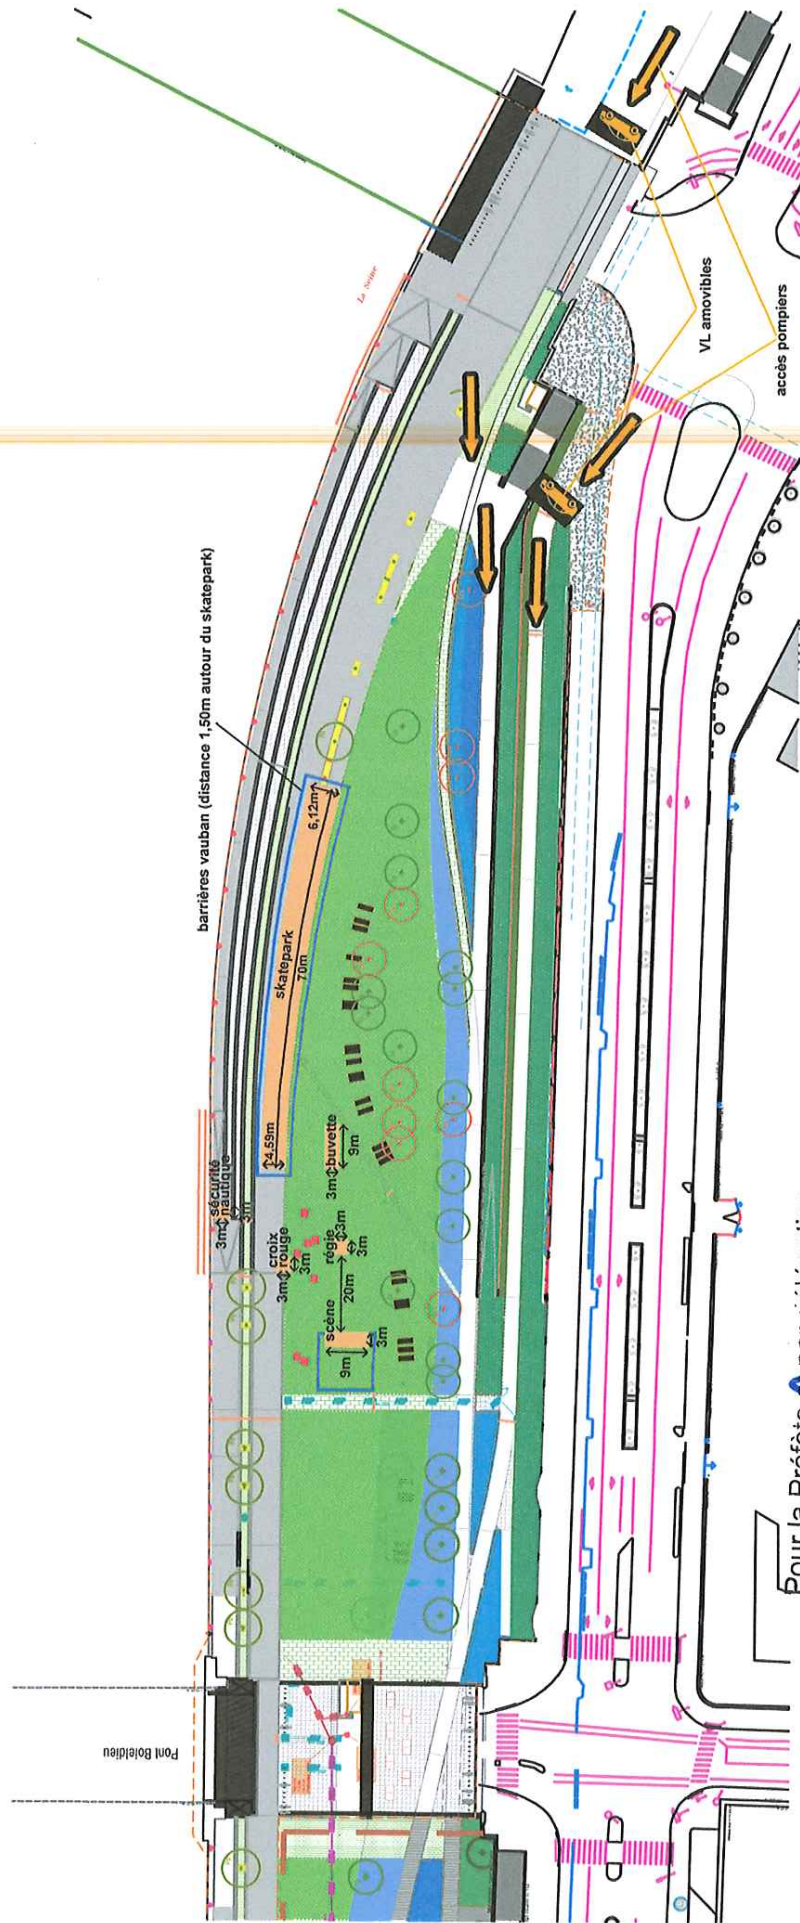 La Seine
VL amovibles
accès pompiers
barrières vauban (distance 1,50m autour du skatepark)
6,12m
skatepark
70m
4.59m
sécurité
nautique
3m
3m
buvette
3m
9m
croix
rouge
3m
3m
régie
3m
3m
20m
scène
9m
3m
Pont Boieldieu
Pour la Préfète